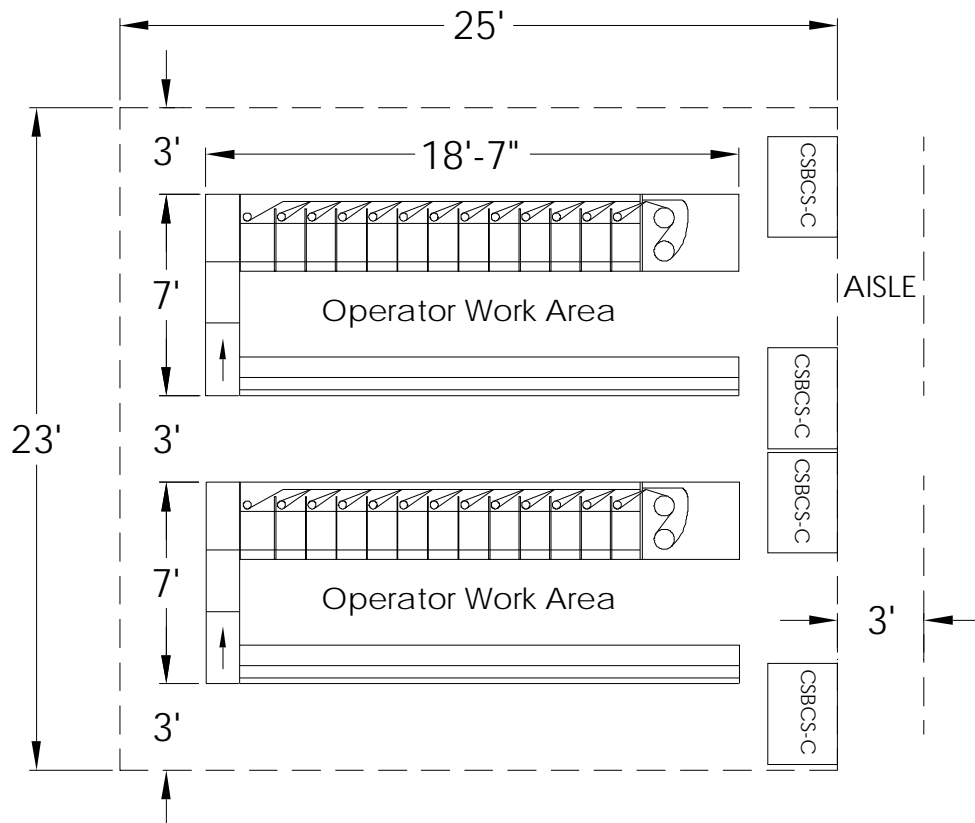 25'
3'
18'-7"
CSBCS-C
7'
Operator Work Area
AISLE
CSBCS-C
23'
3'
CSBCS-C
7'
Operator Work Area
3'
CSBCS-C
3'